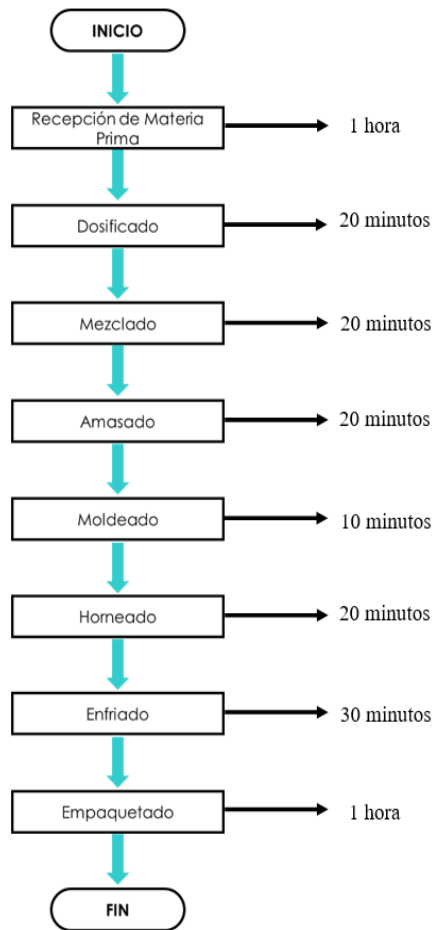 INICIO
Recepción de Materia
Prima
1 hora
Dosificado
20 minutos
Mezclado
20 minutos
Amasado
20 minutos
Moldeado
10 minutos
Horneado
20 minutos
Enfriado
30 minutos
Empaquetado
1 hora
FIN